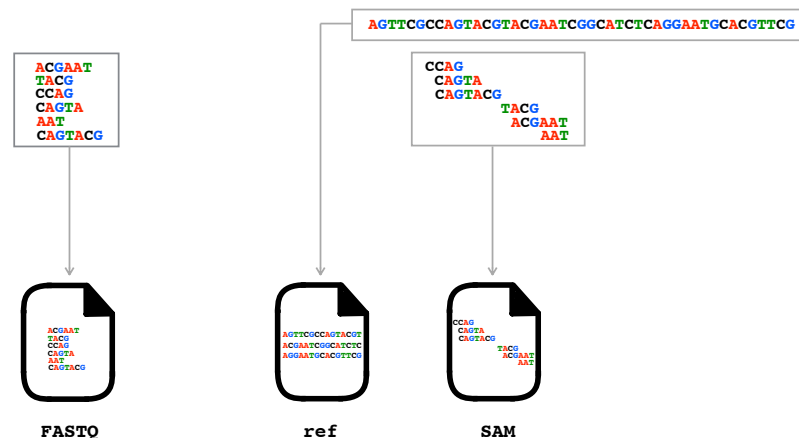 AGTTCGCCAGTACGTACGAATCGGCATCTCAGGAATGCACGTTCG
ACGAAT
TACG
CCAG
CAGTA
AAT
CAGTACG
CCAG
CAGTA
CAGTACG
TACG
ACGAAT
AAT
ACGAAT
TACG
CCAG
CAGTA
AAT
CAGTACG
AGTTCGCCAGTACGT
ACGAATCGGCATCTC
AGGAATGCACGTTCG
CCAG
CAGTA
CAGTACG
TACG
ACGAAT
AAT
FASTQ
ref
SAM